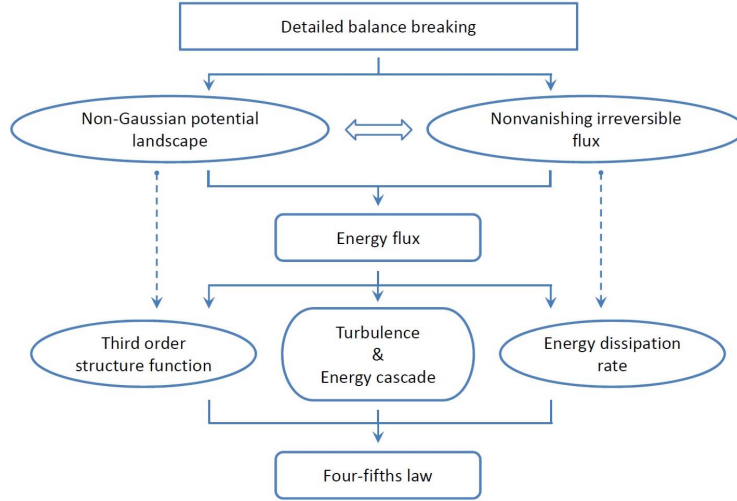 Detailed balance breaking
Non-Gaussian potential
landscape
Nonvanishing irreversible
flux
Energy flux
Third order
structure function
Turbulence
&
Energy cascade
Energy dissipation
rate
Four-fifths law